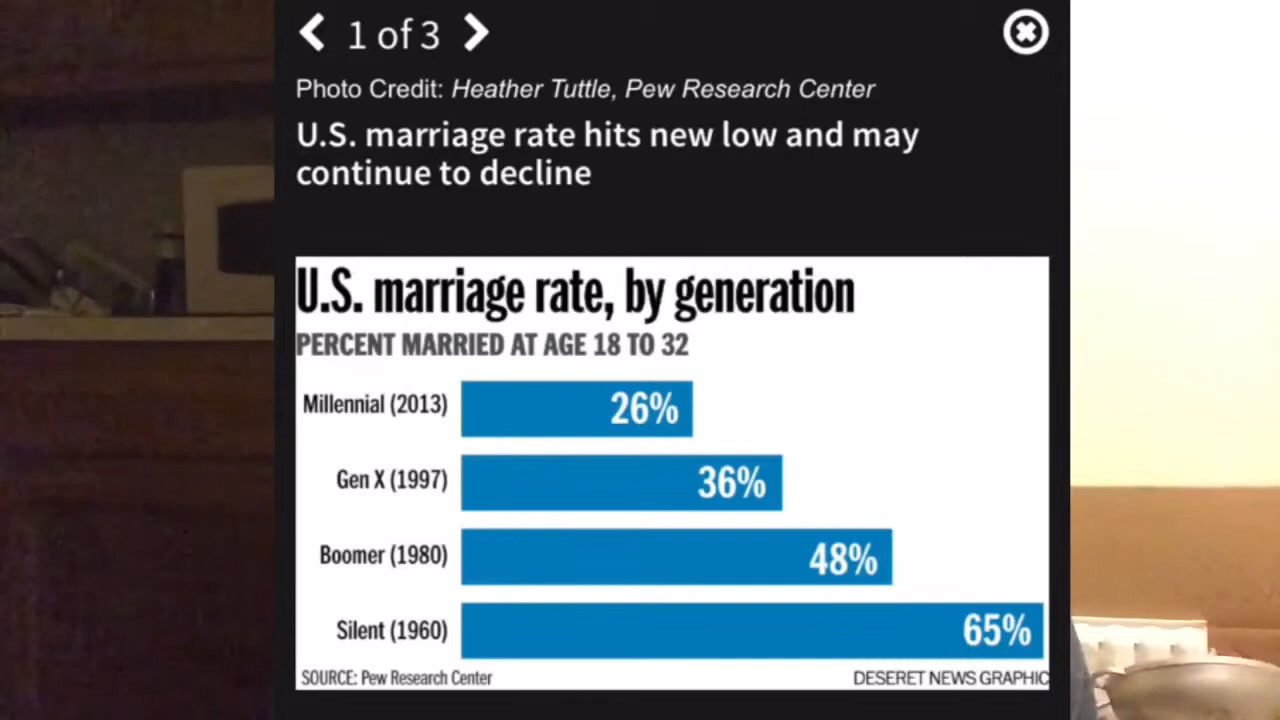 1 of 3
Photo Credit: Heather Tuttle, Pew Research Center
U.S. marriage rate hits new low and may
continue to decline
U.S. marriage rate, by generation
PERCENT MARRIED AT AGE 18 TO 32
Millennial (2013) 26%
Gen X (1997) 36%
Boomer (1980) 48%
Silent (1960) 65%
SOURCE: Pew Research Center DESERET NEWS GRAPHIC